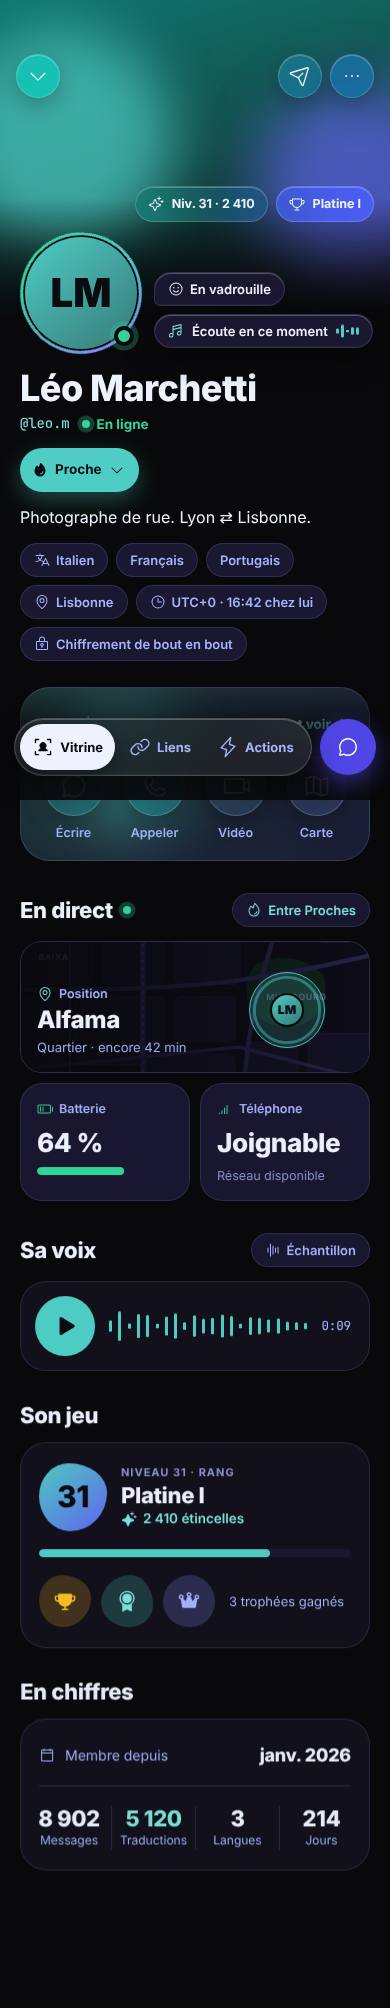 Niv. 31 · 2 410
Platine I
LM
En vadrouille
Écoute en ce moment
Léo Marchetti
@leo.m En ligne
Proche
Photographe de rue. Lyon ⇄ Lisbonne.
Italien Français Portugais
Lisbonne UTC+0 · 16:42 chez lui
Chiffrement de bout en bout
voir
Vitrine Liens Actions
Écrire Appeler Vidéo Carte
En direct
Entre Proches
BAIXA
Position
Alfama
Quartier · encore 42 min
LM
Batterie
64 %
Téléphone
Joignable
Réseau disponible
Sa voix
Échantillon
0:09
Son jeu
31
NIVEAU 31 · RANG
Platine I
2 410 étincelles
3 trophées gagnés
En chiffres
Membre depuis janv. 2026
8 902 5 120 3 214
Messages Traductions Langues Jours